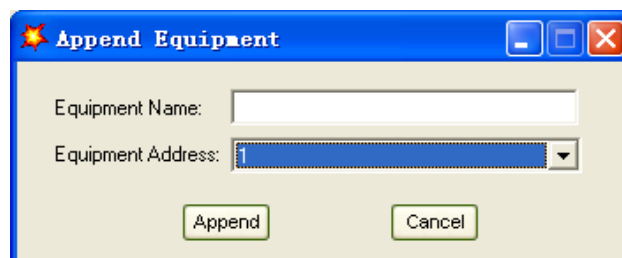 Append Equipment
Equipment Name:
Equipment Address: 1
Append Cancel